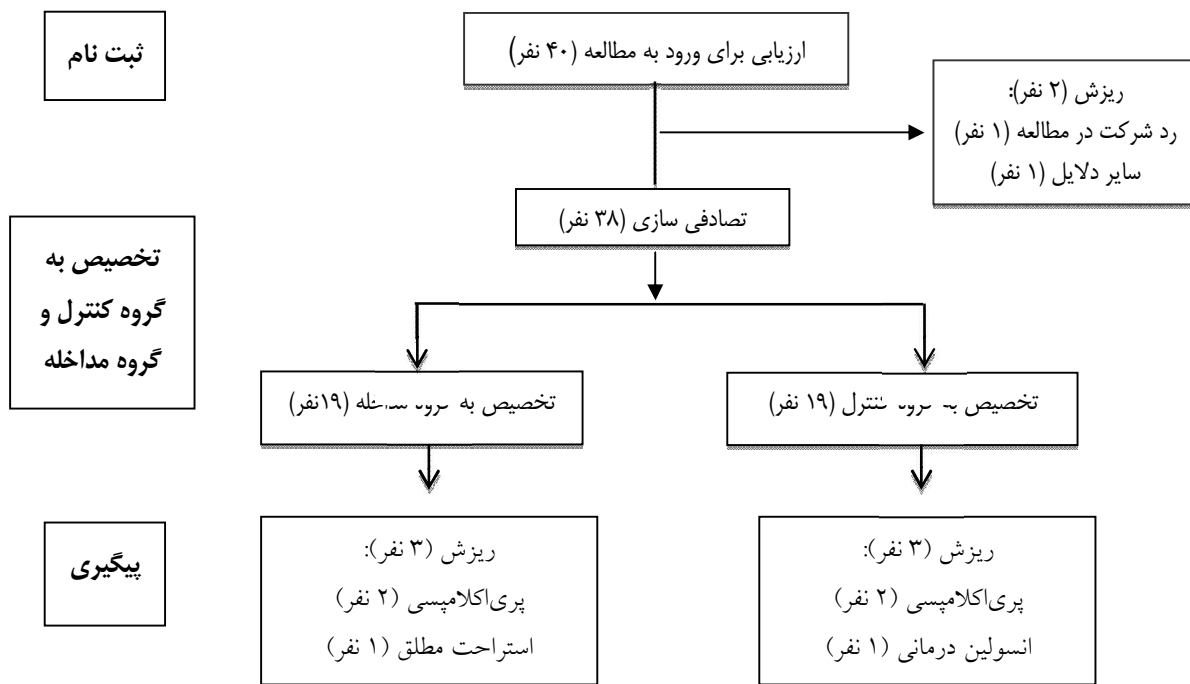 ثبت نام
ارزیابی برای ورود به مطالعه (۴۰ نفر)
ریزش (۲ نفر):
رد شرکت در مطالعه (۱ نفر)
سایر دلایل (۱ نفر)
تصادفی سازی (۳۸ نفر)
تخصیص به
گروه کنترل و
گروه مداخله
تخصیص به کنترل (۱۹ نفر)
تخصیص به (۱۹نفر)
پیگیری
ریزش (۳ نفر):
پری‌اکلامپسی (۲ نفر)
انسولین درمانی (۱ نفر)
ریزش (۳ نفر):
پری‌اکلامپسی (۲ نفر)
استراحت مطلق (۱ نفر)